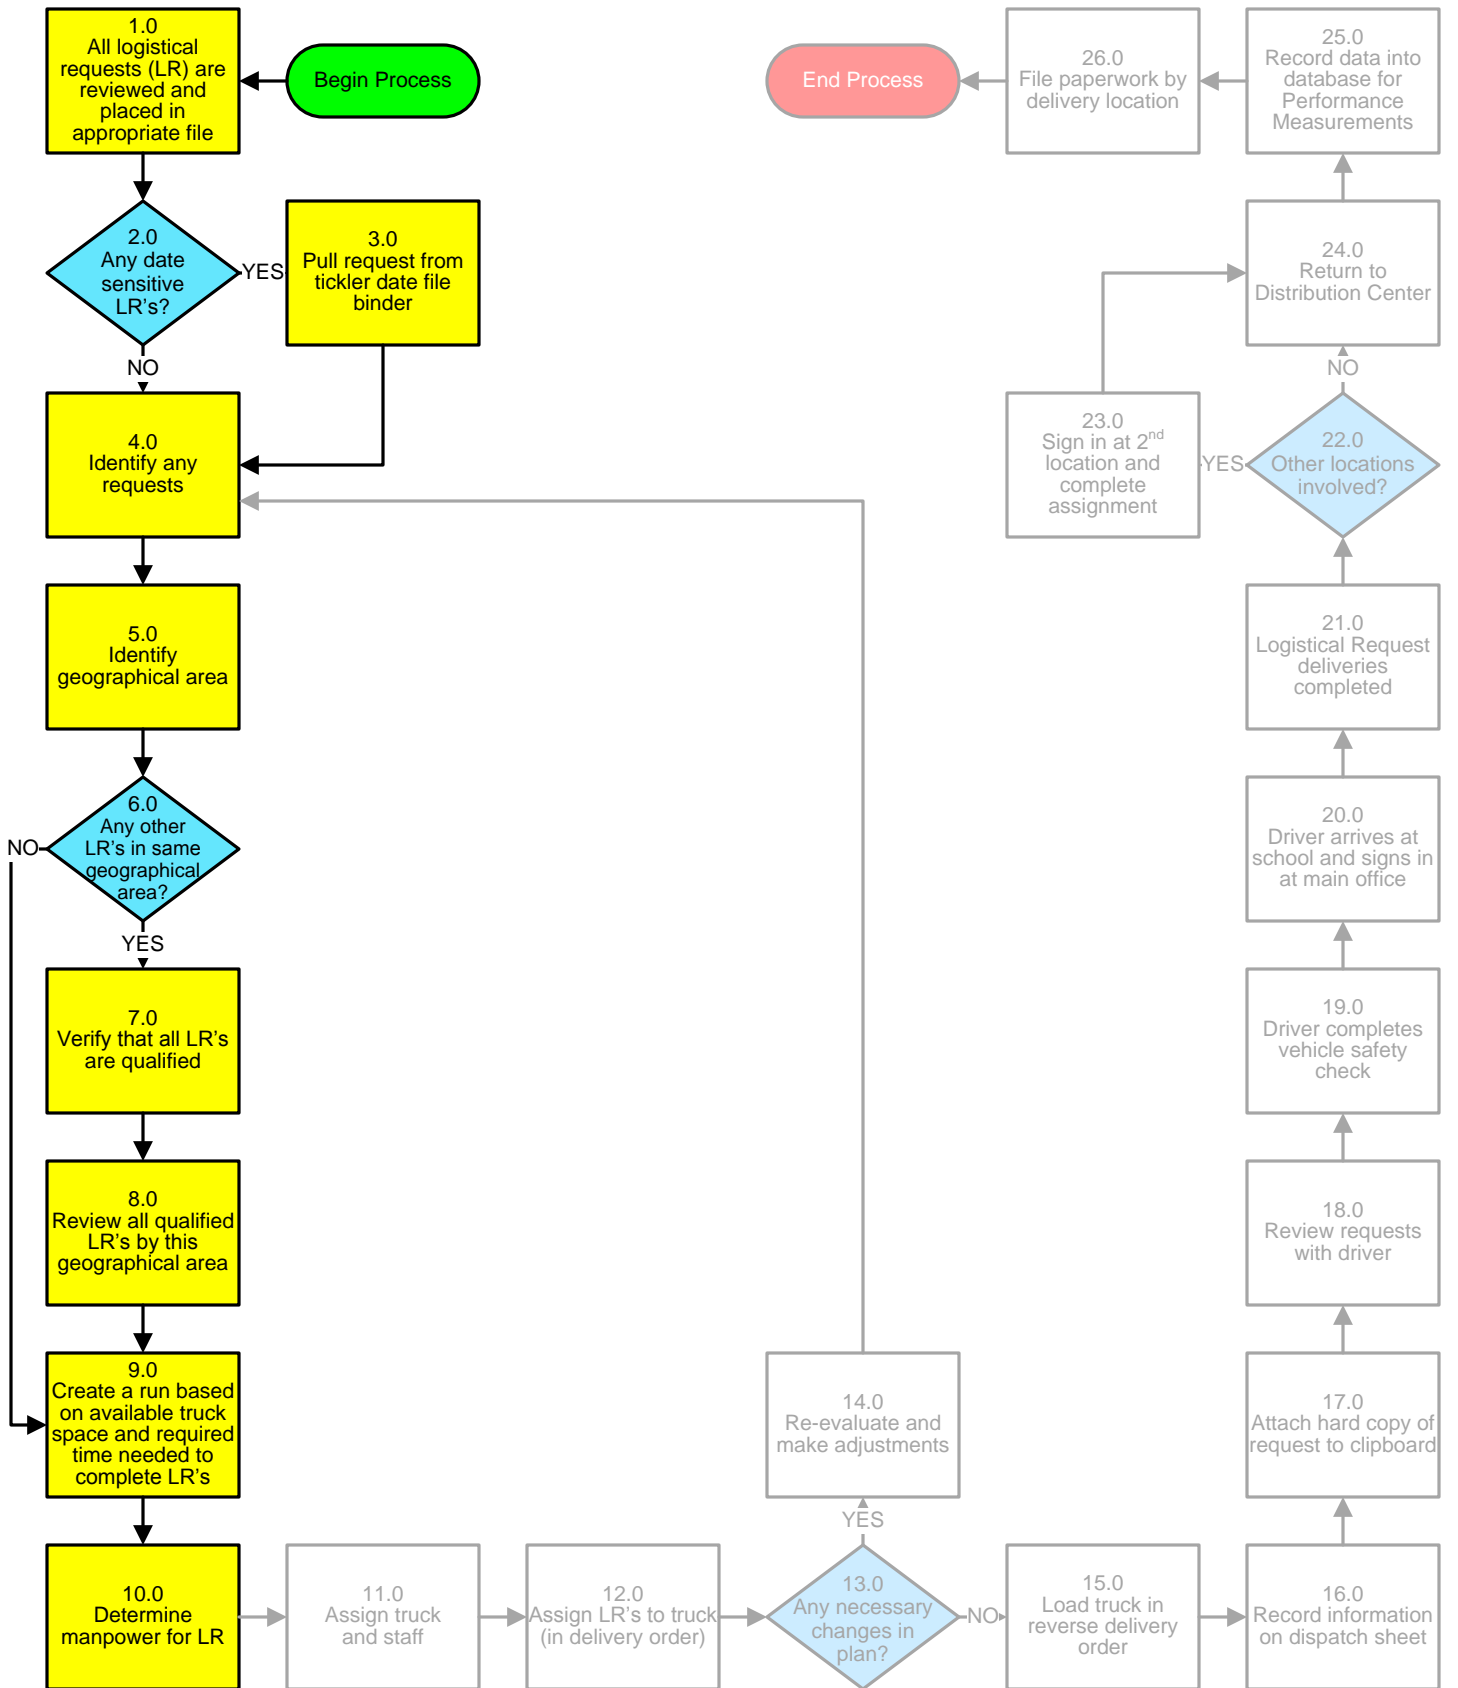 1.0
All logistical
requests (LR) are
reviewed and
placed in
appropriate file
Begin Process
2.0
Any date
sensitive
LR's?
YES
3.0
Pull request from
tickler date file
binder
NO
4.0
Identify any
requests
5.0
Identify
geographical area
6.0
Any other
LR's in same
geographical
area?
NO
YES
7.0
Verify that all LR's
are qualified
8.0
Review all qualified
LR's by this
geographical area
9.0
Create a run based
on available truck
space and required
time needed to
complete LR's
10.0
Determine
manpower for LR
11.0
Assign truck
and staff
12.0
Assign LR's to truck
(in delivery order)
13.0
Any necessary
changes in
plan?
YES
14.0
Re-evaluate and
make adjustments
NO
15.0
Load truck in
reverse delivery
order
16.0
Record information
on dispatch sheet
17.0
Attach hard copy of
request to clipboard
18.0
Review requests
with driver
19.0
Driver completes
vehicle safety
check
20.0
Driver arrives at
school and signs in
at main office
21.0
Logistical Request
deliveries
completed
22.0
Other locations
involved?
YES
23.0
Sign in at 2nd
location and
complete
assignment
NO
24.0
Return to
Distribution Center
25.0
Record data into
database for
Performance
Measurements
26.0
File paperwork by
delivery location
End Process